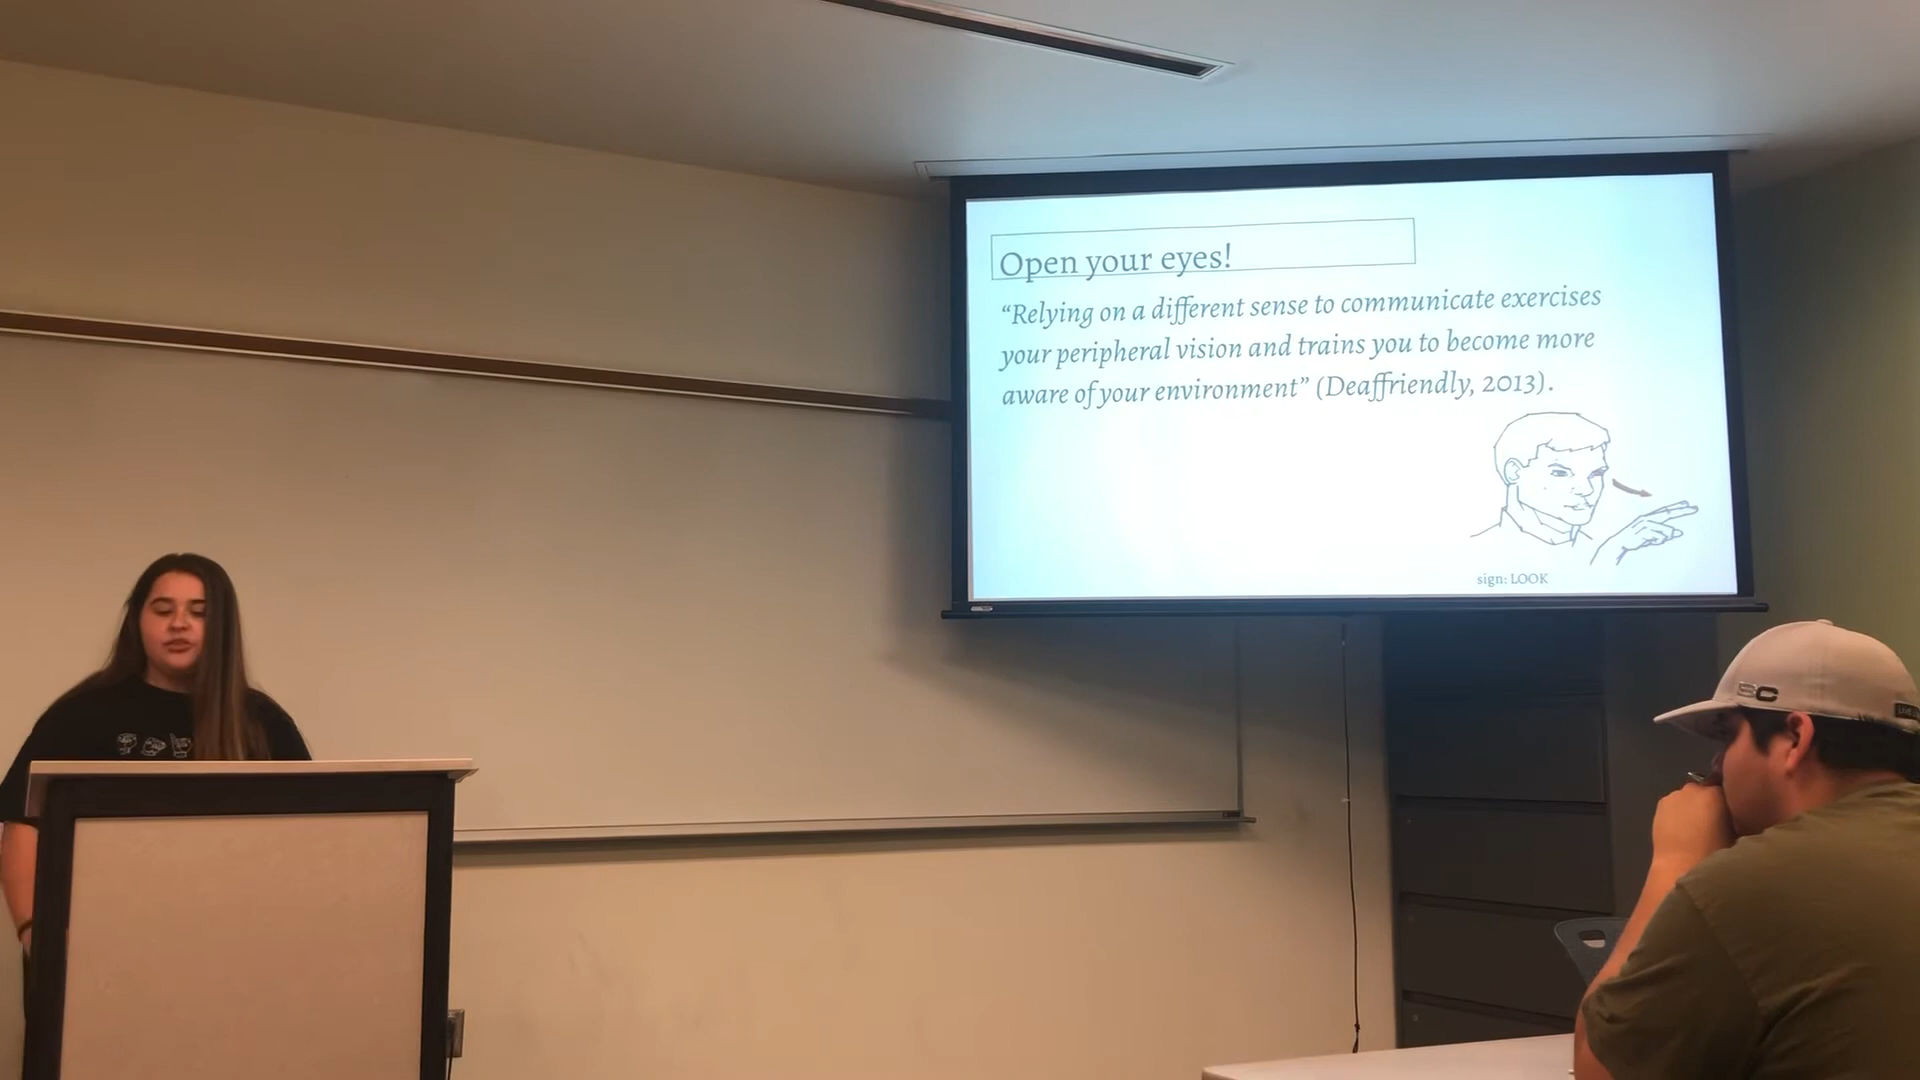 Open your eyes!
“Relying on a different sense to communicate exercises
your peripheral vision and trains you to become more
aware of your environment” (Deaffriendly, 2013).
sign: LOOK
BC